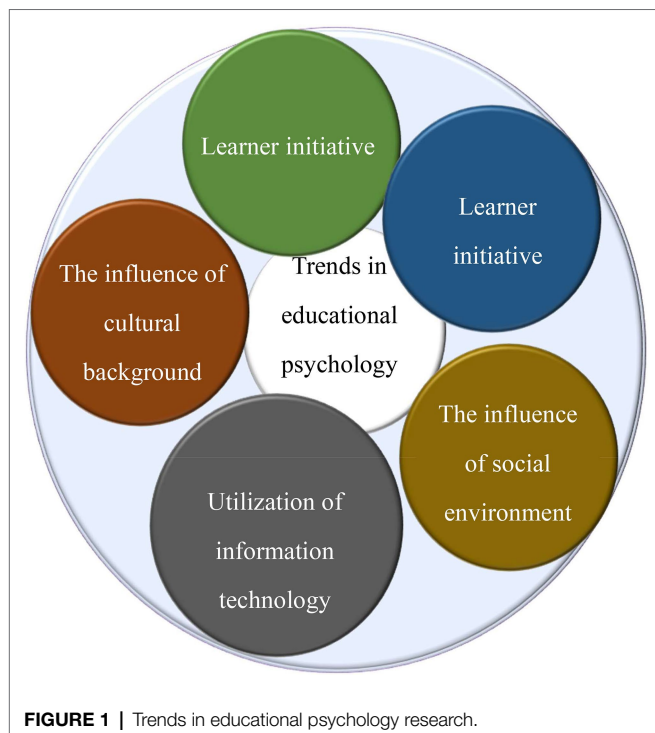 Learner initiative
Learner
initiative
The influence of
cultural
background
Trends in
educational
psychology
The influence
of social
environment
Utilization of
information
technology
FIGURE 1 | Trends in educational psychology research.